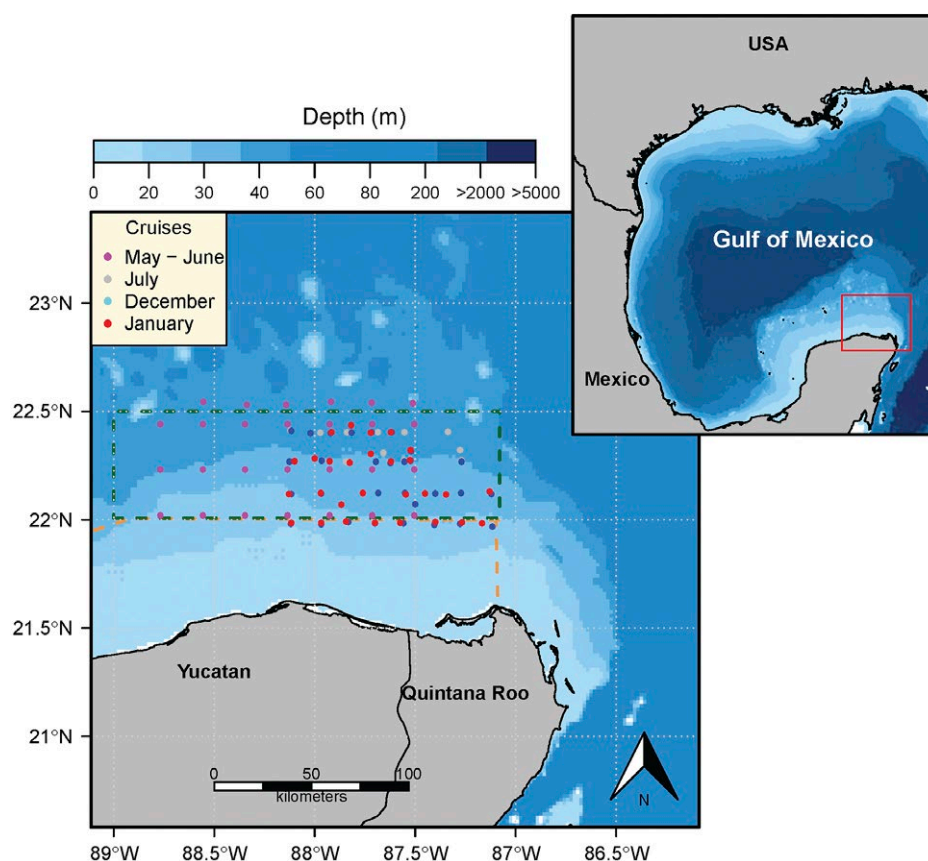 USA
Gulf of Mexico
Mexico
Depth (m)
0 20 30 40 60 80 200 >2000 >5000
Cruises
May – June
July
December
January
23°N
22.5°N
22°N
21.5°N
21°N
Yucatan
Quintana Roo
0 50 100
kilometers
N
89°W 88.5°W 88°W 87.5°W 87°W 86.5°W